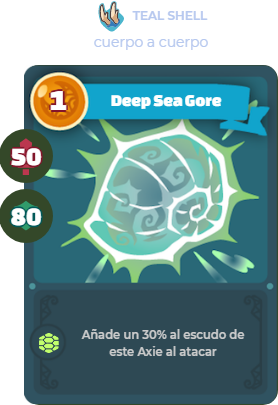 TEAL SHELL
cuerpo a cuerpo
1
Deep Sea Gore
50
80
Añade un 30% al escudo de
este Axie al atacar